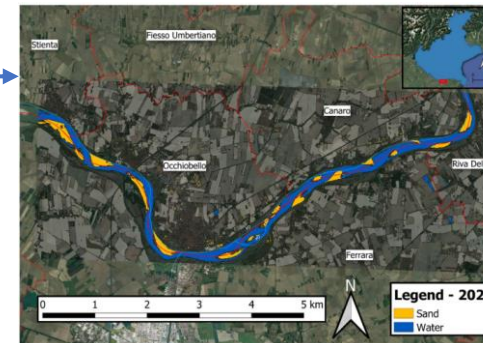 Fiesso Umbertiano
Stienta
Canaro
Occhiobello
Riva Del
Ferrara
0 1 2 3 4 5 km
N
Legend - 202
Sand
Water